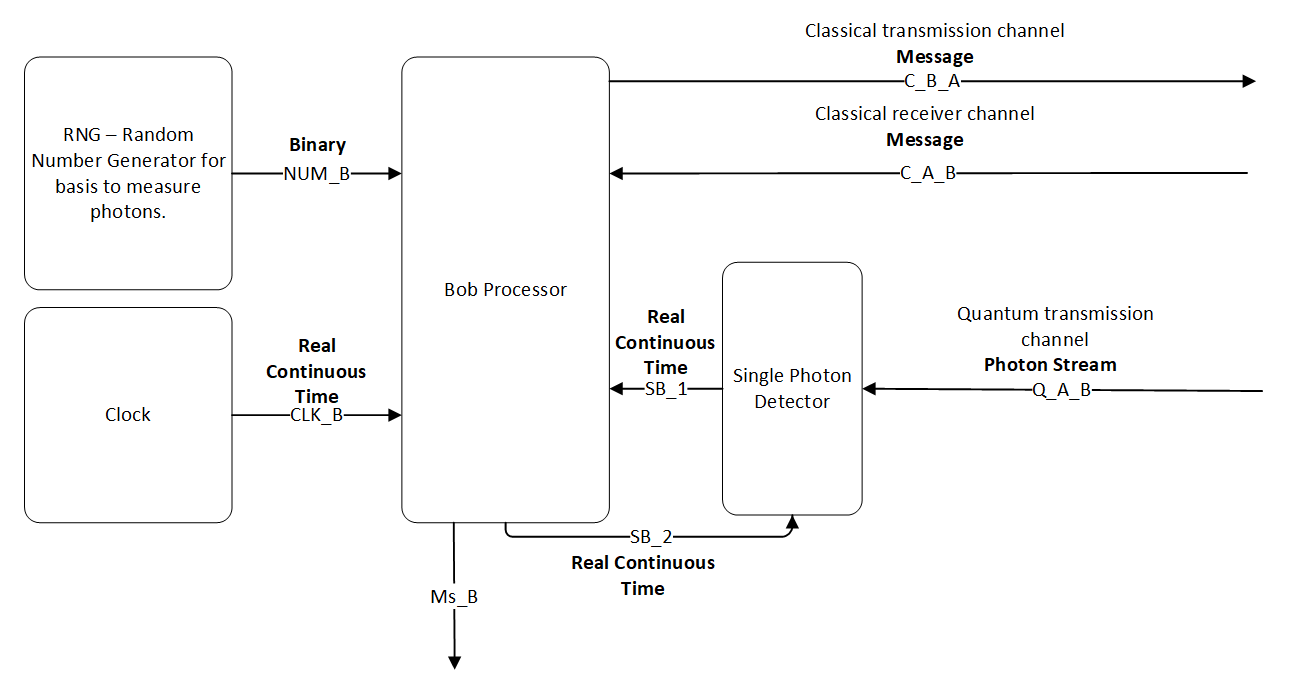 Classical transmission channel
Message
C_B_A
Classical receiver channel
Message
C_A_B
RNG – Random
Number Generator for
basis to measure
photons.
Binary
NUM_B
Bob Processor
Clock
Real
Continuous
Time
CLK_B
Real
Continuous
Time
SB_1
Single Photon
Detector
Quantum transmission
channel
Photon Stream
Q_A_B
SB_2
Real Continuous
Time
Ms_B